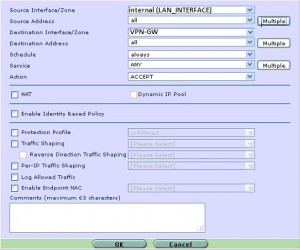 Source Interface/Zone internal (LAN_INTERFACE)
Source Address all Multiple
Destination Interface/Zone VPN-GW
Destination Address all Multiple
Schedule always
Service ANY Multiple
Action ACCEPT
NAT Dynamic IP Pool
Enable Identity Based Policy
Protection Profile unfiltered
Traffic Shaping [Please Select]
Reverse Direction Traffic Shaping [Please Select]
Per-IP Traffic Shaping [Please Select]
Log Allowed Traffic
Enable Endpoint NAC [Please Select]
Comments (maximum 63 characters)
OK Cancel